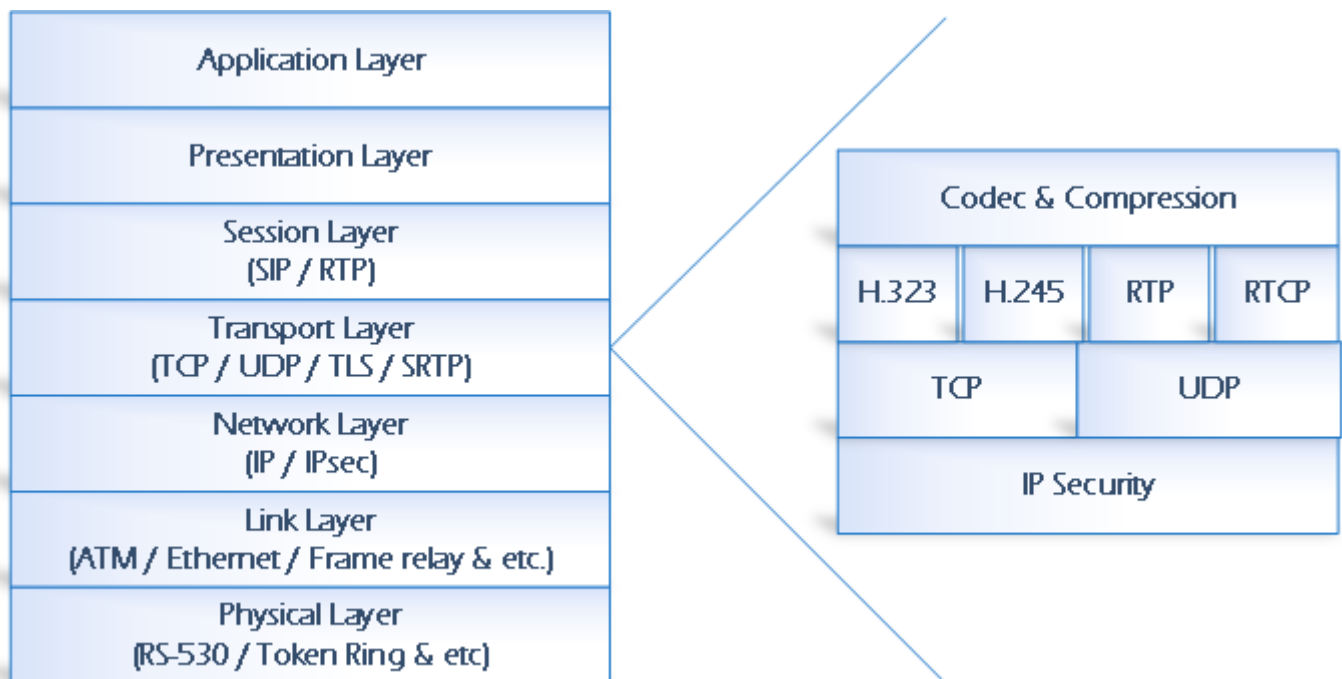 Application Layer
Presentation Layer
Session Layer
(SIP / RTP)
Transport Layer
(TCP / UDP / TLS / SRTP)
Network Layer
(IP / IPsec)
Link Layer
(ATM / Ethernet / Frame relay & etc.)
Physical Layer
(RS-530 / Token Ring & etc)
Codec & Compression
H.323 H.245 RTP RTCP
TCP UDP
IP Security